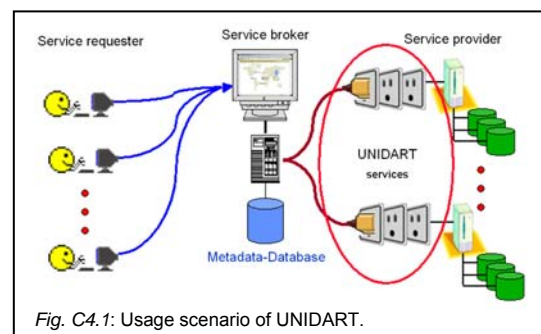 Service requester
Service broker
Service provider
UNIDART
services
Metadata-Database
Fig. C4.1: Usage scenario of UNIDART.